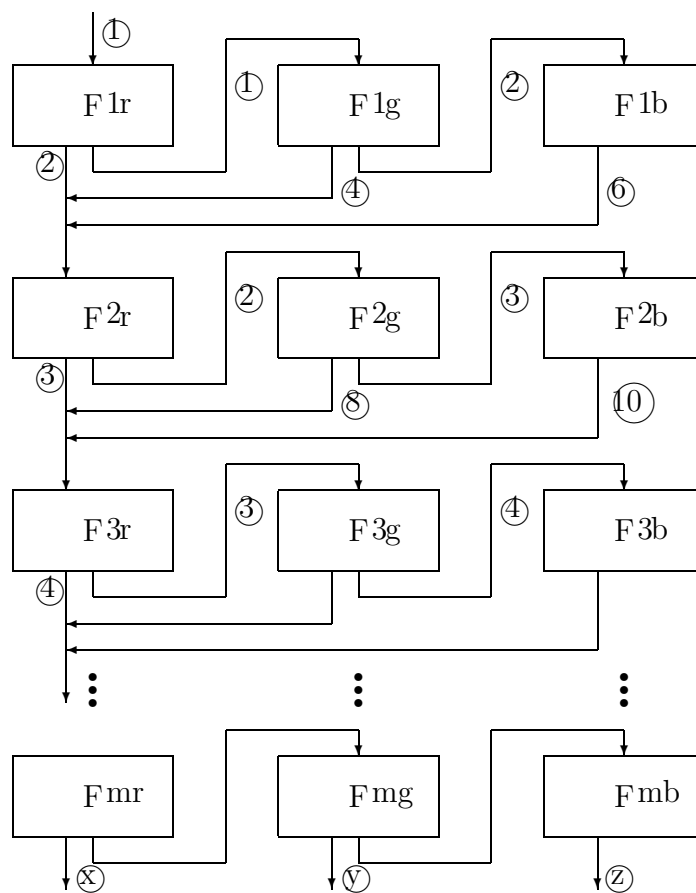 ①
F1r ① F1g ② F1b
② ④ ⑥
F2r ② F2g ③ F2b
③ ⑧ ⑩
F3r ③ F3g ④ F3b
④
Fmr Fmg Fmb
ⓧ ⓨ ⓩ